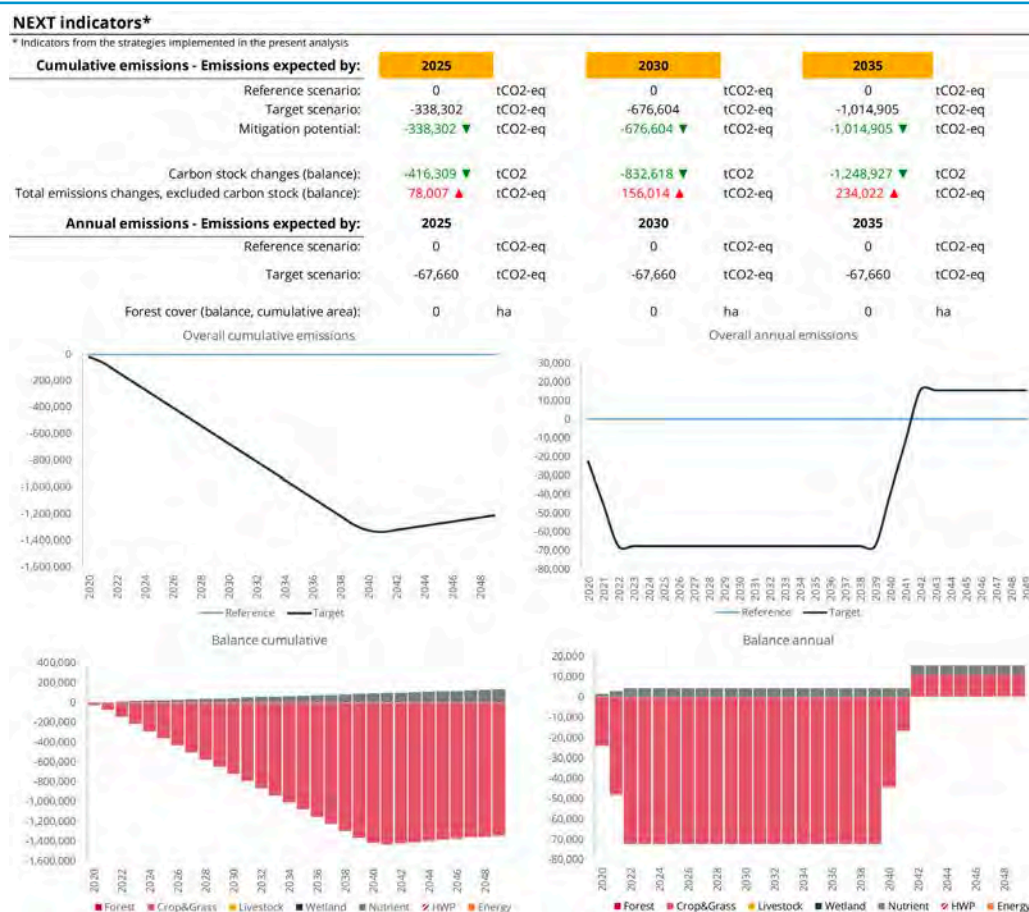 NEXT indicators*
* Indicators from the strategies implemented in the present analysis
Cumulative emissions - Emissions expected by: 2025 2030 2035
Reference scenario: 0 tCO2-eq 0 tCO2-eq 0 tCO2-eq
Target scenario: -338,302 tCO2-eq -676,604 tCO2-eq -1,014,905 tCO2-eq
Mitigation potential: -338,302 ▼ tCO2-eq -676,604 ▼ tCO2-eq -1,014,905 ▼ tCO2-eq
Carbon stock changes (balance): -416,309 ▼ tCO2 -832,618 ▼ tCO2 -1,248,927 ▼ tCO2
Total emissions changes, excluded carbon stock (balance): 78,007 ▲ tCO2-eq 156,014 ▲ tCO2-eq 234,022 ▲ tCO2-eq
Annual emissions - Emissions expected by: 2025 2030 2035
Reference scenario: 0 tCO2-eq 0 tCO2-eq 0 tCO2-eq
Target scenario: -67,660 tCO2-eq -67,660 tCO2-eq -67,660 tCO2-eq
Forest cover (balance, cumulative area): 0 ha 0 ha 0 ha
Overall cumulative emissions
0
-200,000
-400,000
-600,000
-800,000
-1,000,000
-1,200,000
-1,400,000
-1,600,000
2020 2022 2024 2026 2028 2030 2032 2034 2036 2038 2040 2042 2044 2046 2048
Reference Target
Overall annual emissions
30,000
20,000
10,000
0
-10,000
-20,000
-30,000
-40,000
-50,000
-60,000
-70,000
-80,000
2020 2021 2022 2023 2024 2025 2026 2027 2028 2029 2030 2031 2032 2033 2034 2035 2036 2037 2038 2039 2040 2041 2042 2043 2044 2045 2046 2047 2048 2049
Reference Target
Balance cumulative
400,000
200,000
0
-200,000
-400,000
-600,000
-800,000
-1,000,000
-1,200,000
-1,400,000
-1,600,000
2020 2022 2024 2026 2028 2030 2032 2034 2036 2038 2040 2042 2044 2046 2048
Forest Crop&Grass Livestock Wetland Nutrient HWP Energy
Balance annual
20,000
10,000
0
-10,000
-20,000
-30,000
-40,000
-50,000
-60,000
-70,000
-80,000
2020 2022 2024 2026 2028 2030 2032 2034 2036 2038 2040 2042 2044 2046 2048
Forest Crop&Grass Livestock Wetland Nutrient HWP Energy